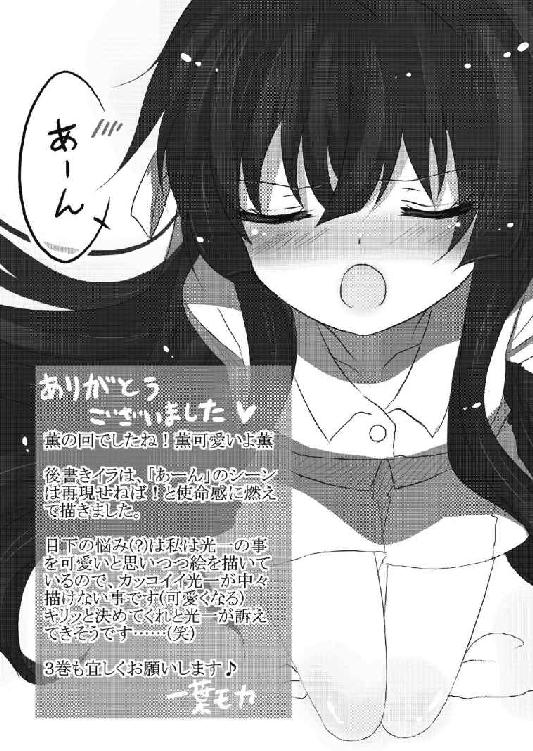 あーん
ありがとう
ございました♥
薫の回でしたね！薫可愛いよ薫
後書きイラは、「あーん」のシーン
は再現せねば！と使命感に燃え
て描きました。
目下の悩み(?)は私は光一の事
を可愛いと思いつつ絵を描いて
いるので、カッコイイ光一が中々
描けない事です(可愛くなる)
キリッと決めてくれと光一が訴え
てきそうです……(笑)
3巻も宜しくお願いします♪
一葉モカ